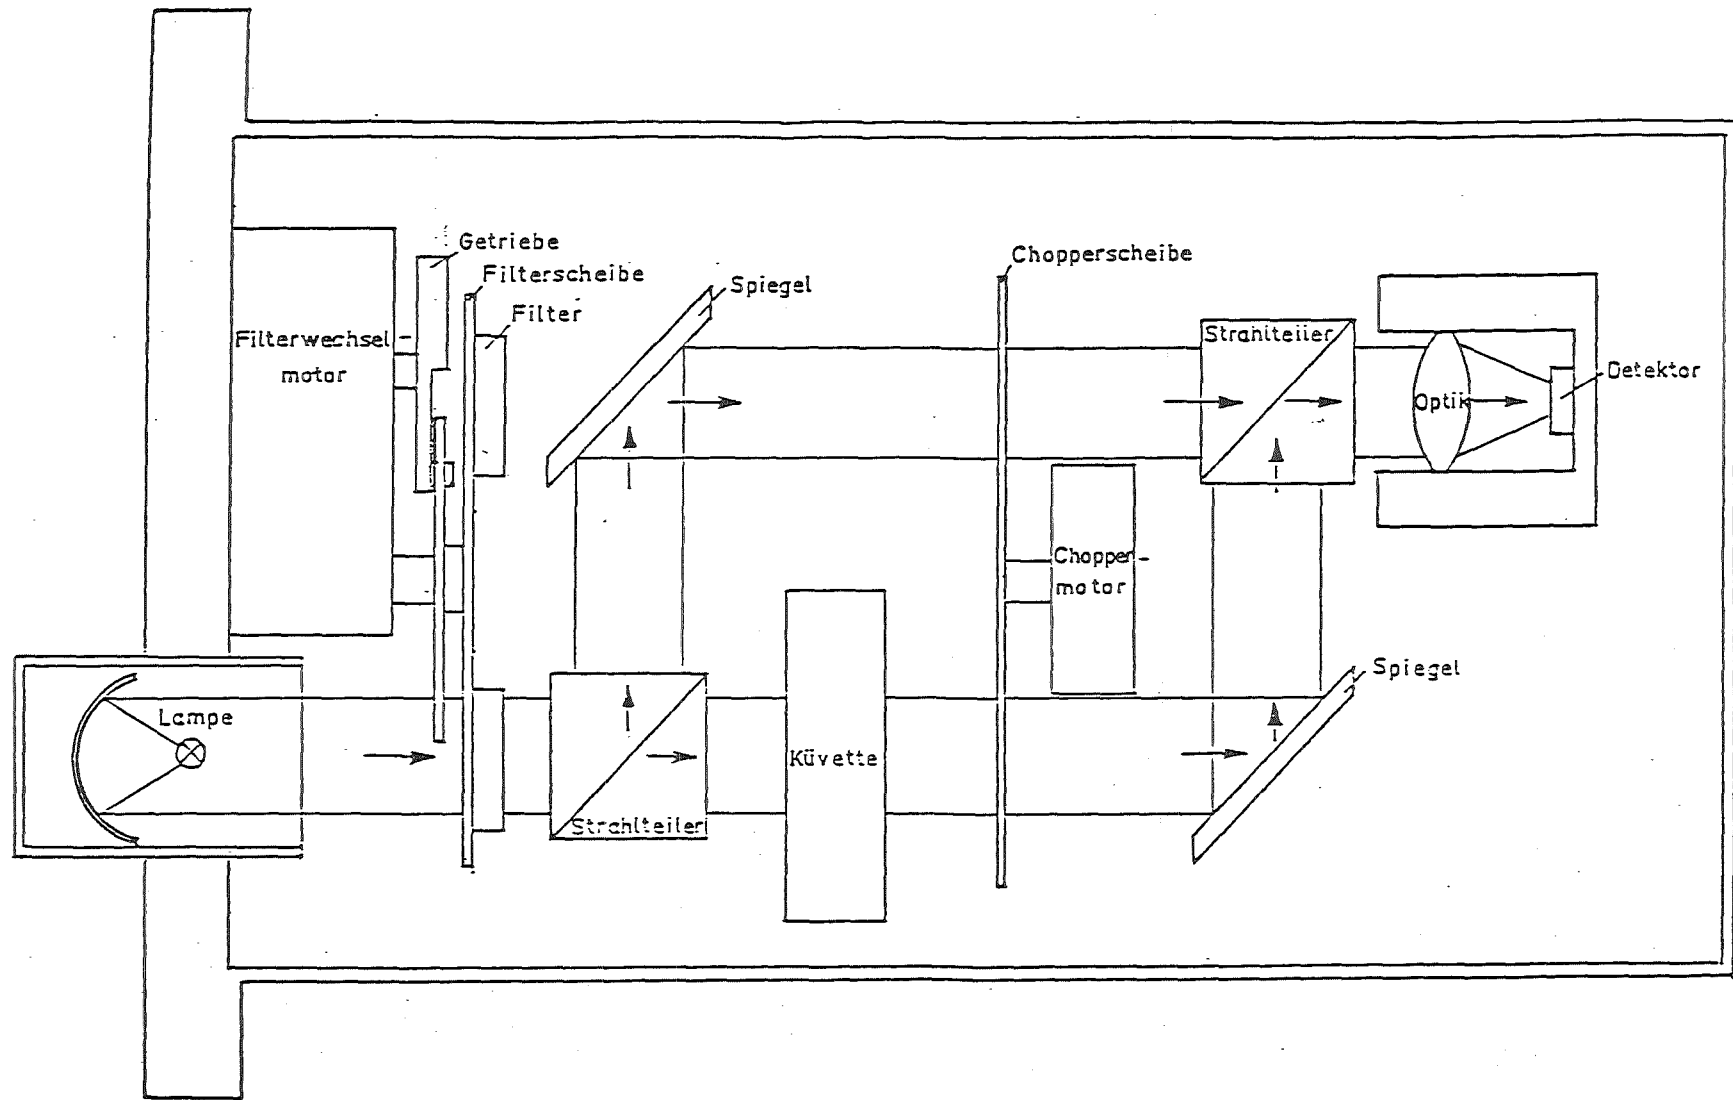 Getriebe
Filterscheibe
Filter
Filterwechsel-
motor
Spiegel
Chopperscheibe
Strahlteiler
Detektor
Optik
Chopper-
motor
Spiegel
Lampe
Küvette
Strahlteiler